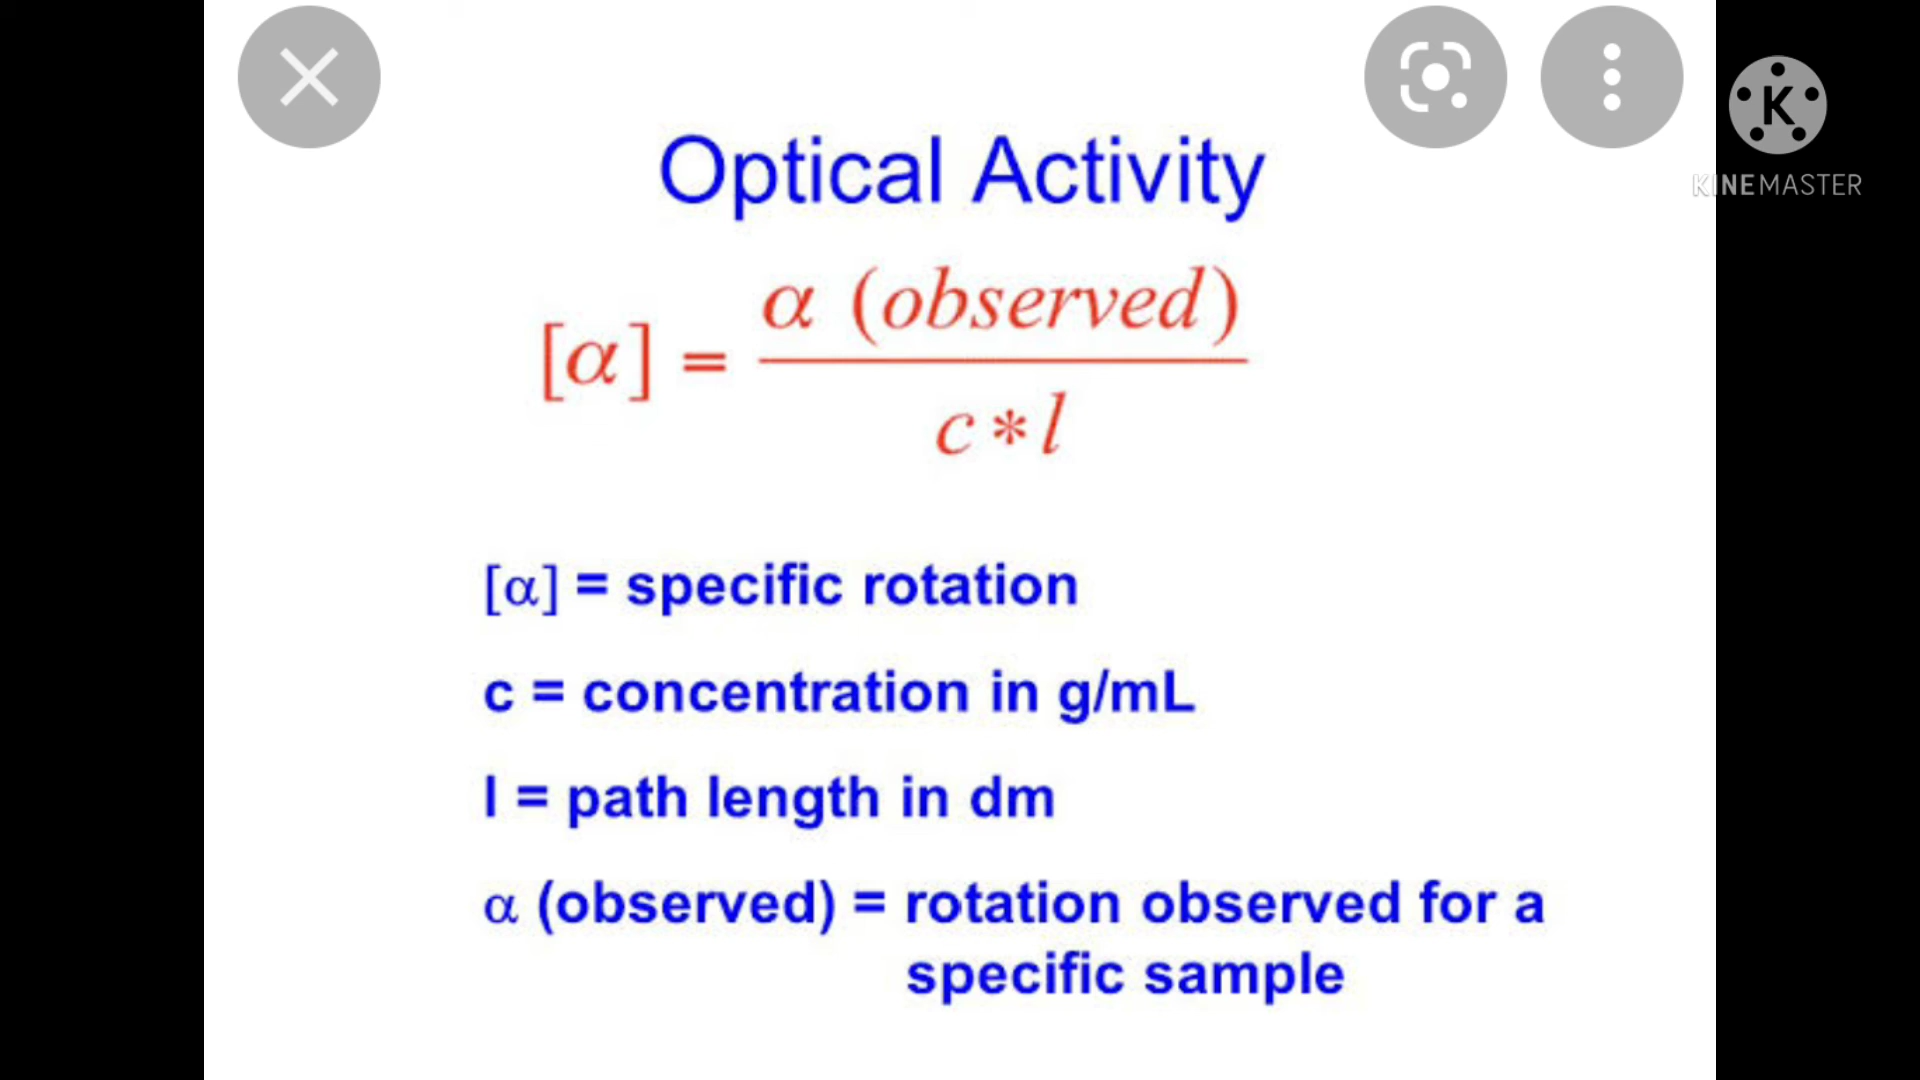 Optical Activity
[α] = α (observed) / c * l
K
KINEMASTER
[α] = specific rotation
c = concentration in g/mL
l = path length in dm
α (observed) = rotation observed for a
specific sample